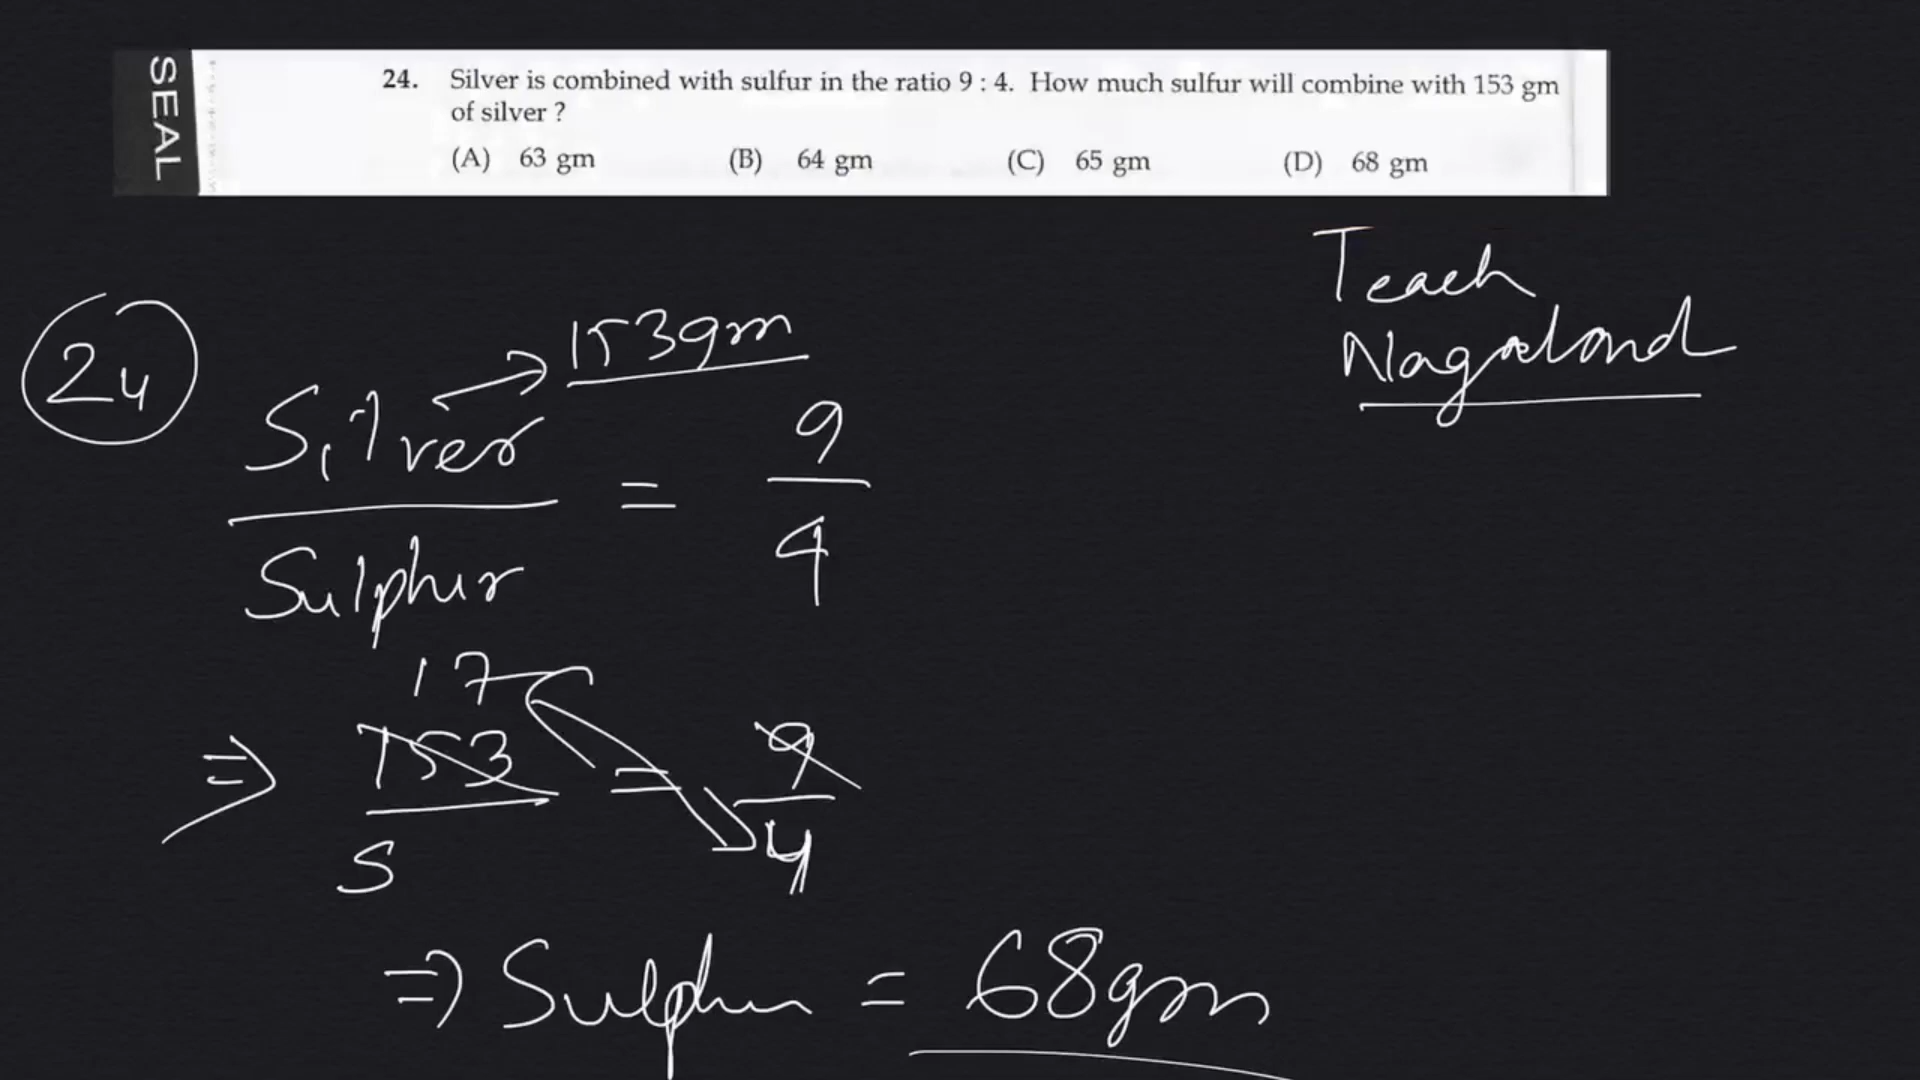 SEAL
24. Silver is combined with sulfur in the ratio 9 : 4. How much sulfur will combine with 153 gm
of silver ?
(A) 63 gm (B) 64 gm (C) 65 gm (D) 68 gm
Teach
Nagaland
24
153gm
Silver
=
9
4
Sulphur
17
⇒ 153 = 9
S 4
⇒ Sulphur = 68gm